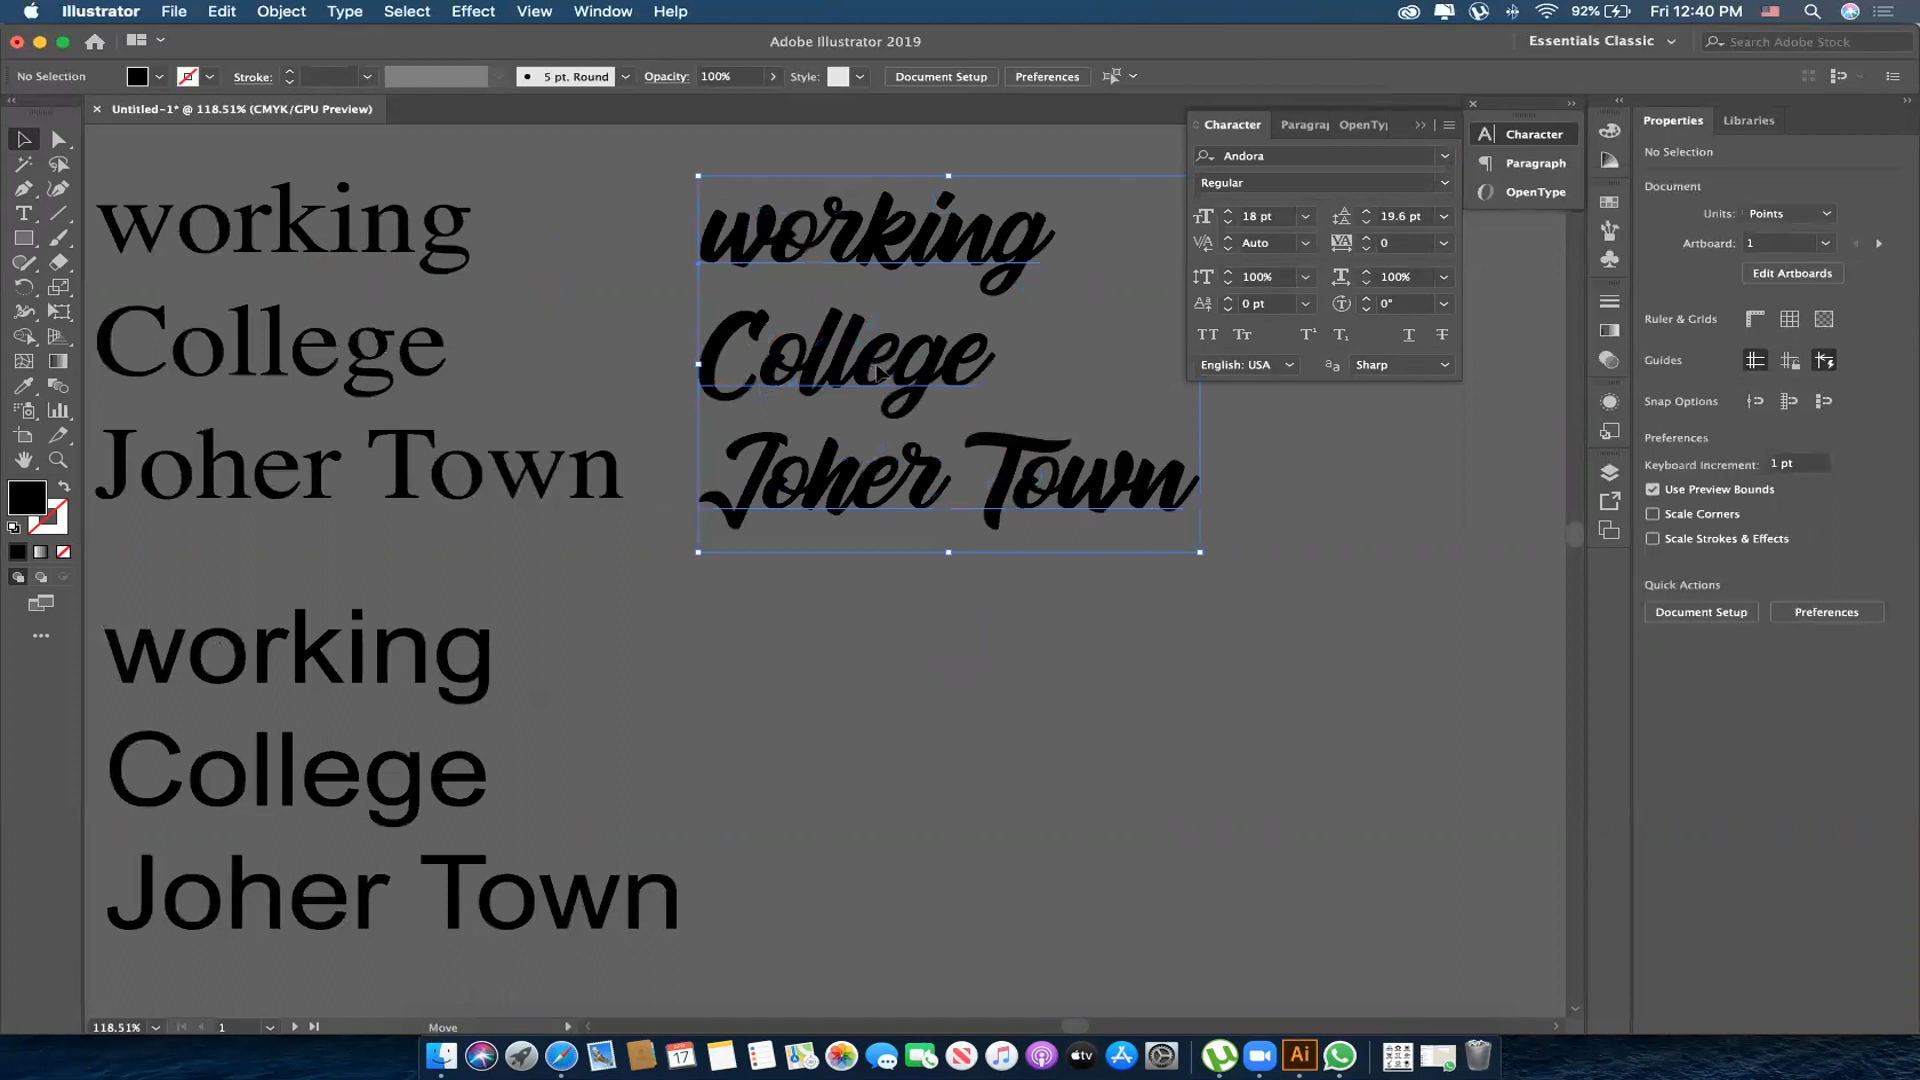 Illustrator File Edit Object Type Select Effect View Window Help
92% Fri 12:40 PM
Adobe Illustrator 2019
Essentials Classic
Search Adobe Stock
No Selection
Stroke:
5 pt. Round
Opacity: 100%
Style:
Document Setup
Preferences
Untitled-1* @ 118.51% (CMYK/GPU Preview)
working
College
Joher Town
working
College
Joher Town
working
College
Joher Town
Character
Paragraph
OpenType
Andora
Regular
18 pt
19.6 pt
Auto
0
100%
100%
0 pt
0°
English: USA
Sharp
Character
Paragraph
OpenType
Properties
Libraries
No Selection
Document
Units: Points
Artboard: 1
Edit Artboards
Ruler & Grids
Guides
Snap Options
Preferences
Keyboard Increment: 1 pt
Use Preview Bounds
Scale Corners
Scale Strokes & Effects
Quick Actions
Document Setup
Preferences
118.51%
1
Move
17
tv
Ai